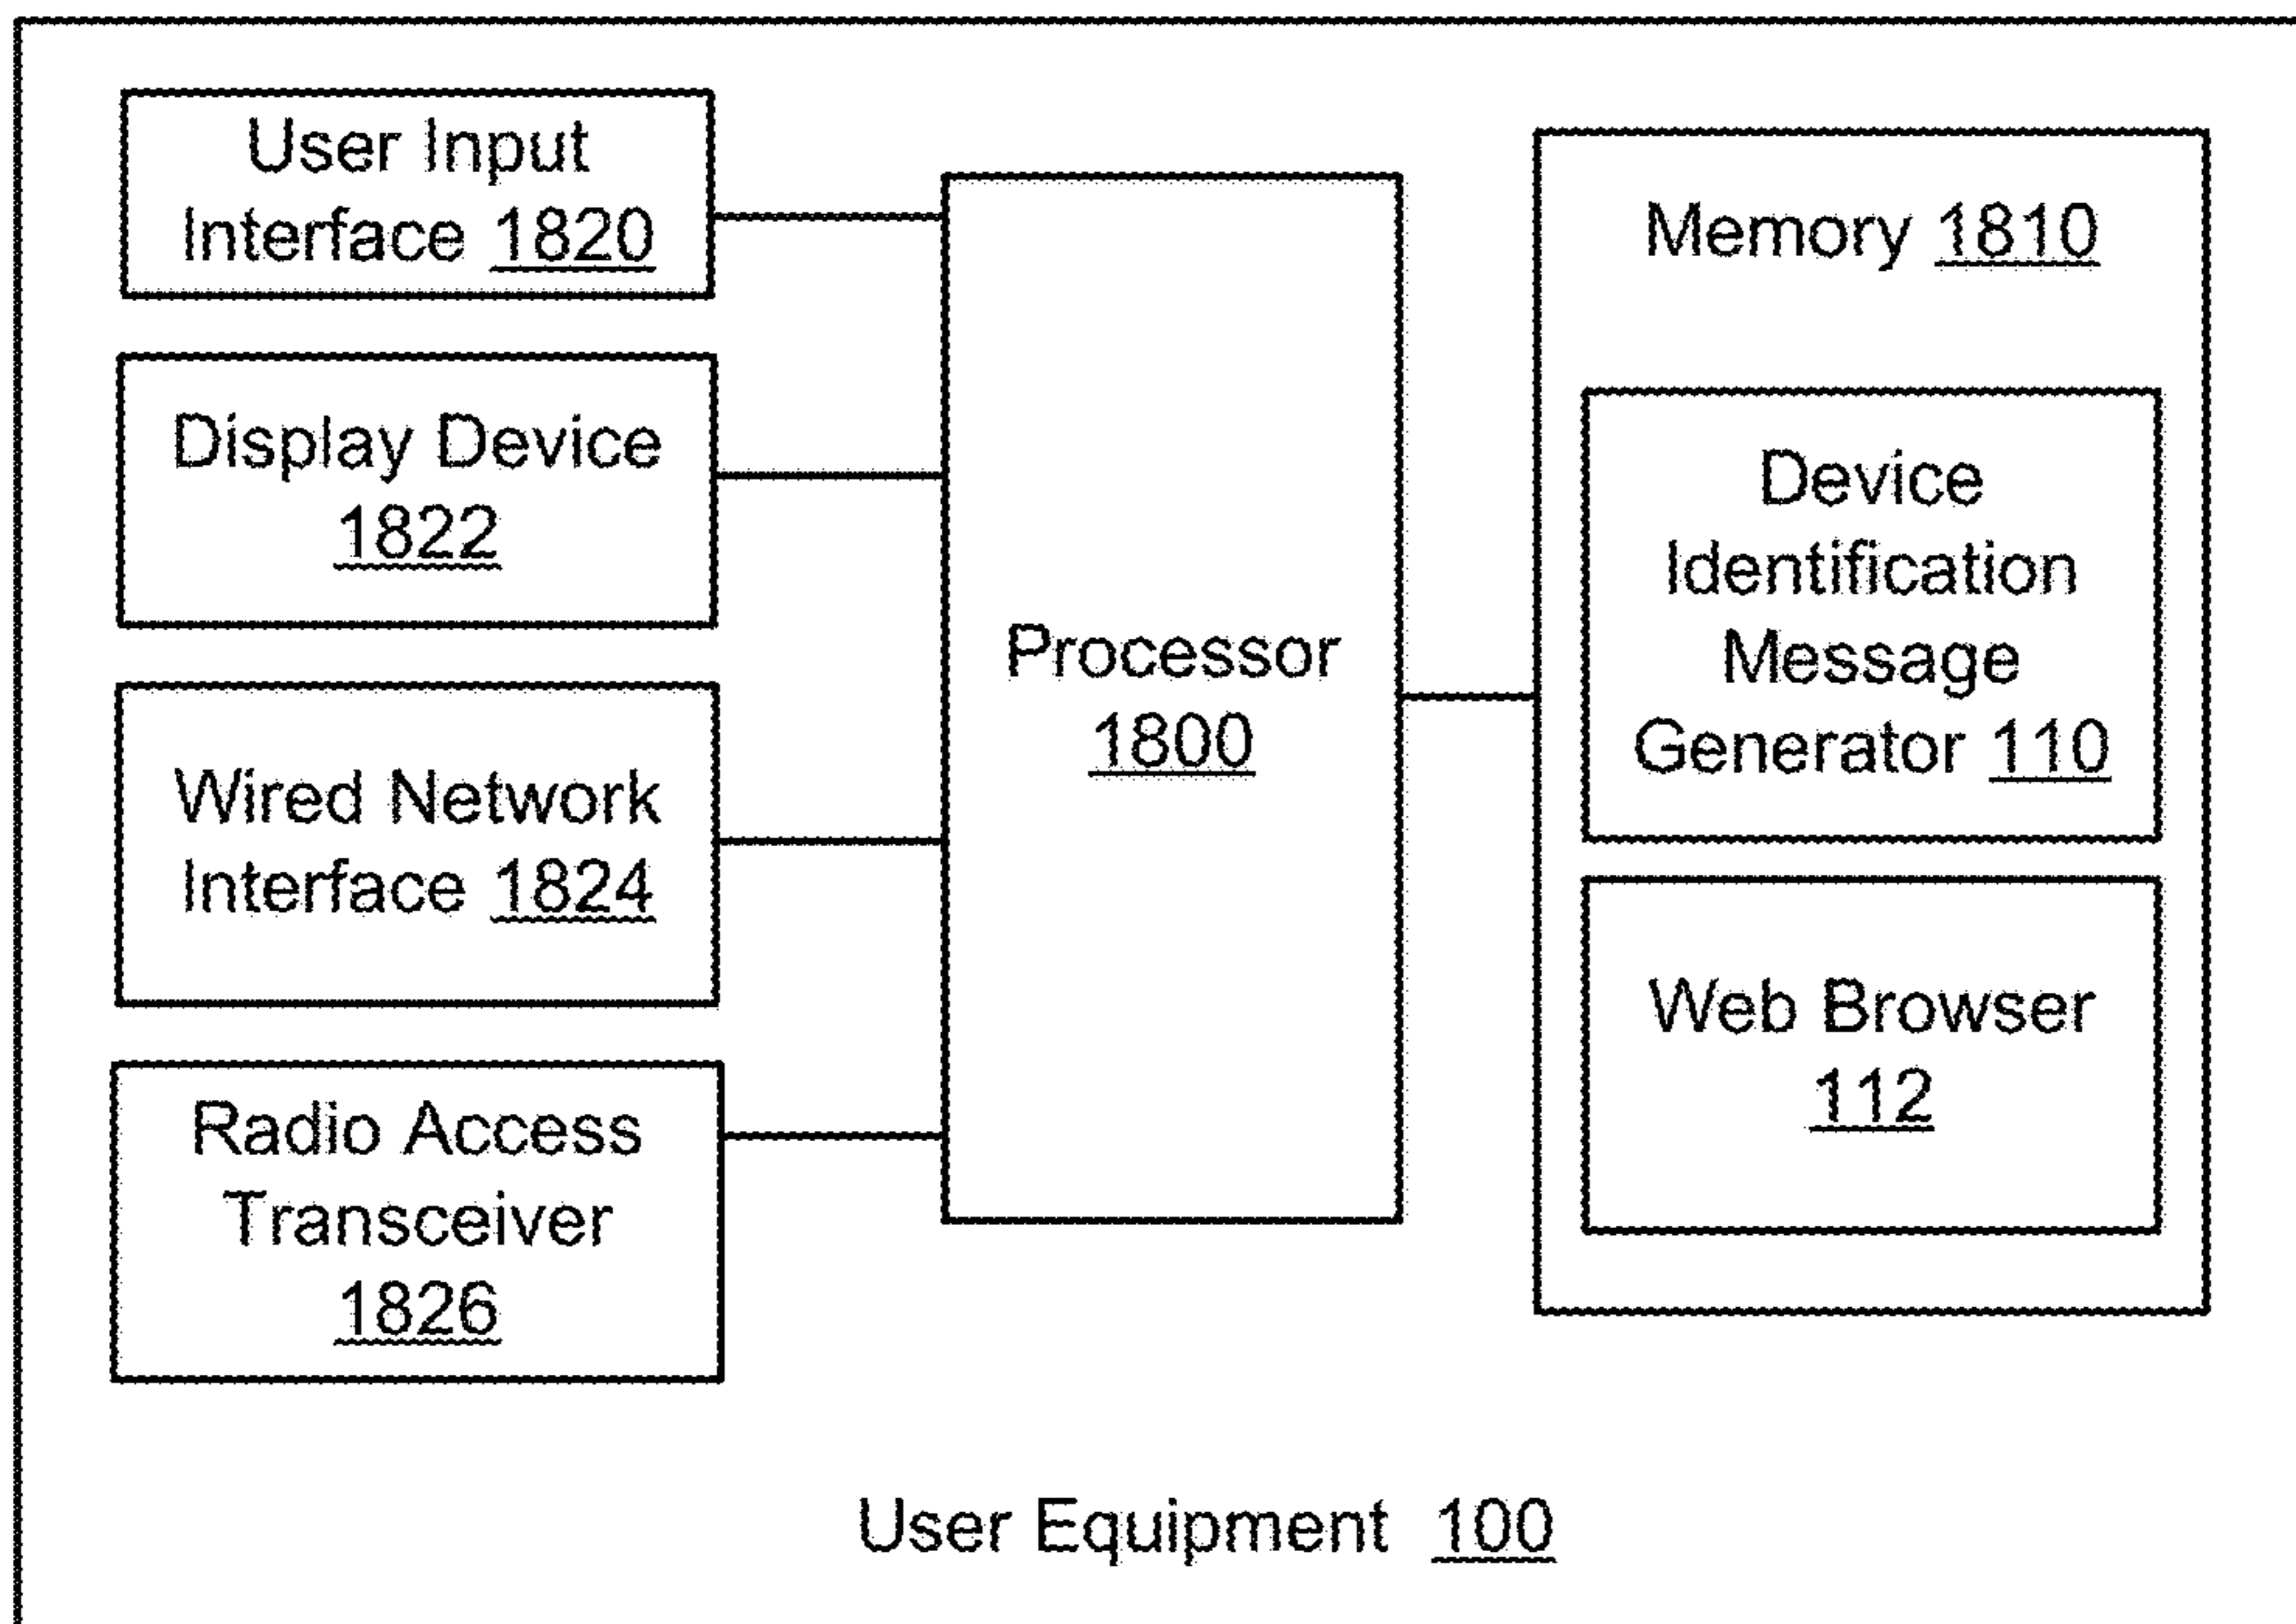 User Input
Interface 1820
Display Device
1822
Wired Network
Interface 1824
Radio Access
Transceiver
1826
Processor
1800
Memory 1810
Device
Identification
Message
Generator 110
Web Browser
112
User Equipment 100